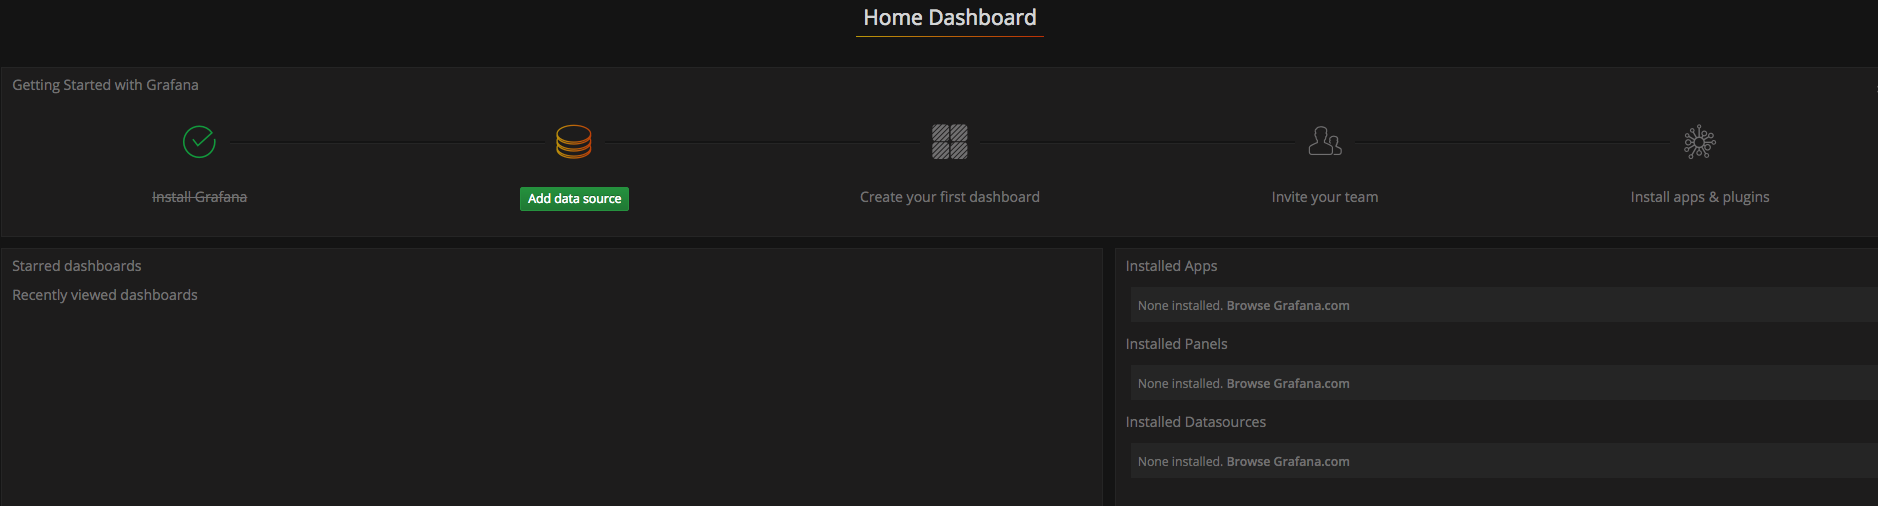 Home Dashboard
Getting Started with Grafana
Install Grafana
Add data source
Create your first dashboard
Invite your team
Install apps & plugins
Starred dashboards
Recently viewed dashboards
Installed Apps
None installed. Browse Grafana.com
Installed Panels
None installed. Browse Grafana.com
Installed Datasources
None installed. Browse Grafana.com